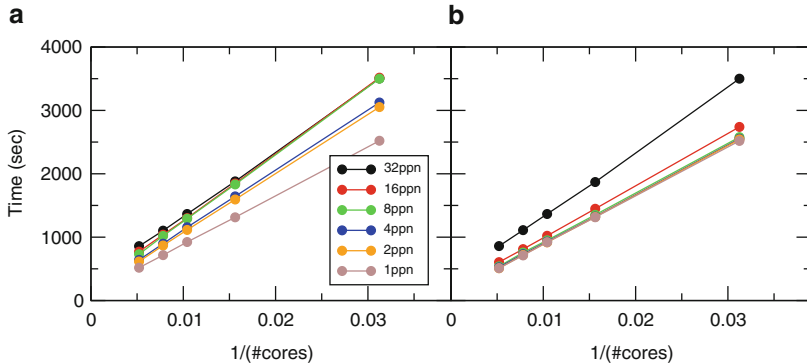 a
b
4000
3000
2000
1000
0
Time (sec)
32ppn
16ppn
8ppn
4ppn
2ppn
1ppn
0 0.01 0.02 0.03
0 0.01 0.02 0.03
1/(#cores)
1/(#cores)